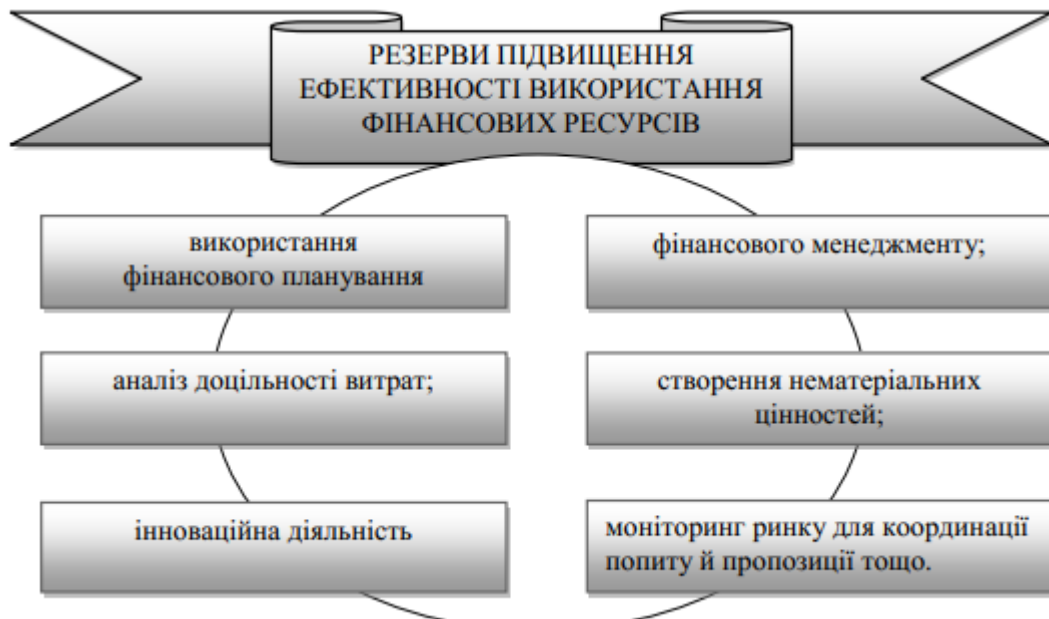 РЕЗЕРВИ ПІДВИЩЕННЯ
ЕФЕКТИВНОСТІ ВИКОРИСТАННЯ
ФІНАНСОВИХ РЕСУРСІВ
використання
фінансового планування
фінансового менеджменту;
аналіз доцільності витрат;
створення нематеріальних
цінностей;
інноваційна діяльність
моніторинг ринку для координації
попиту й пропозиції тощо.